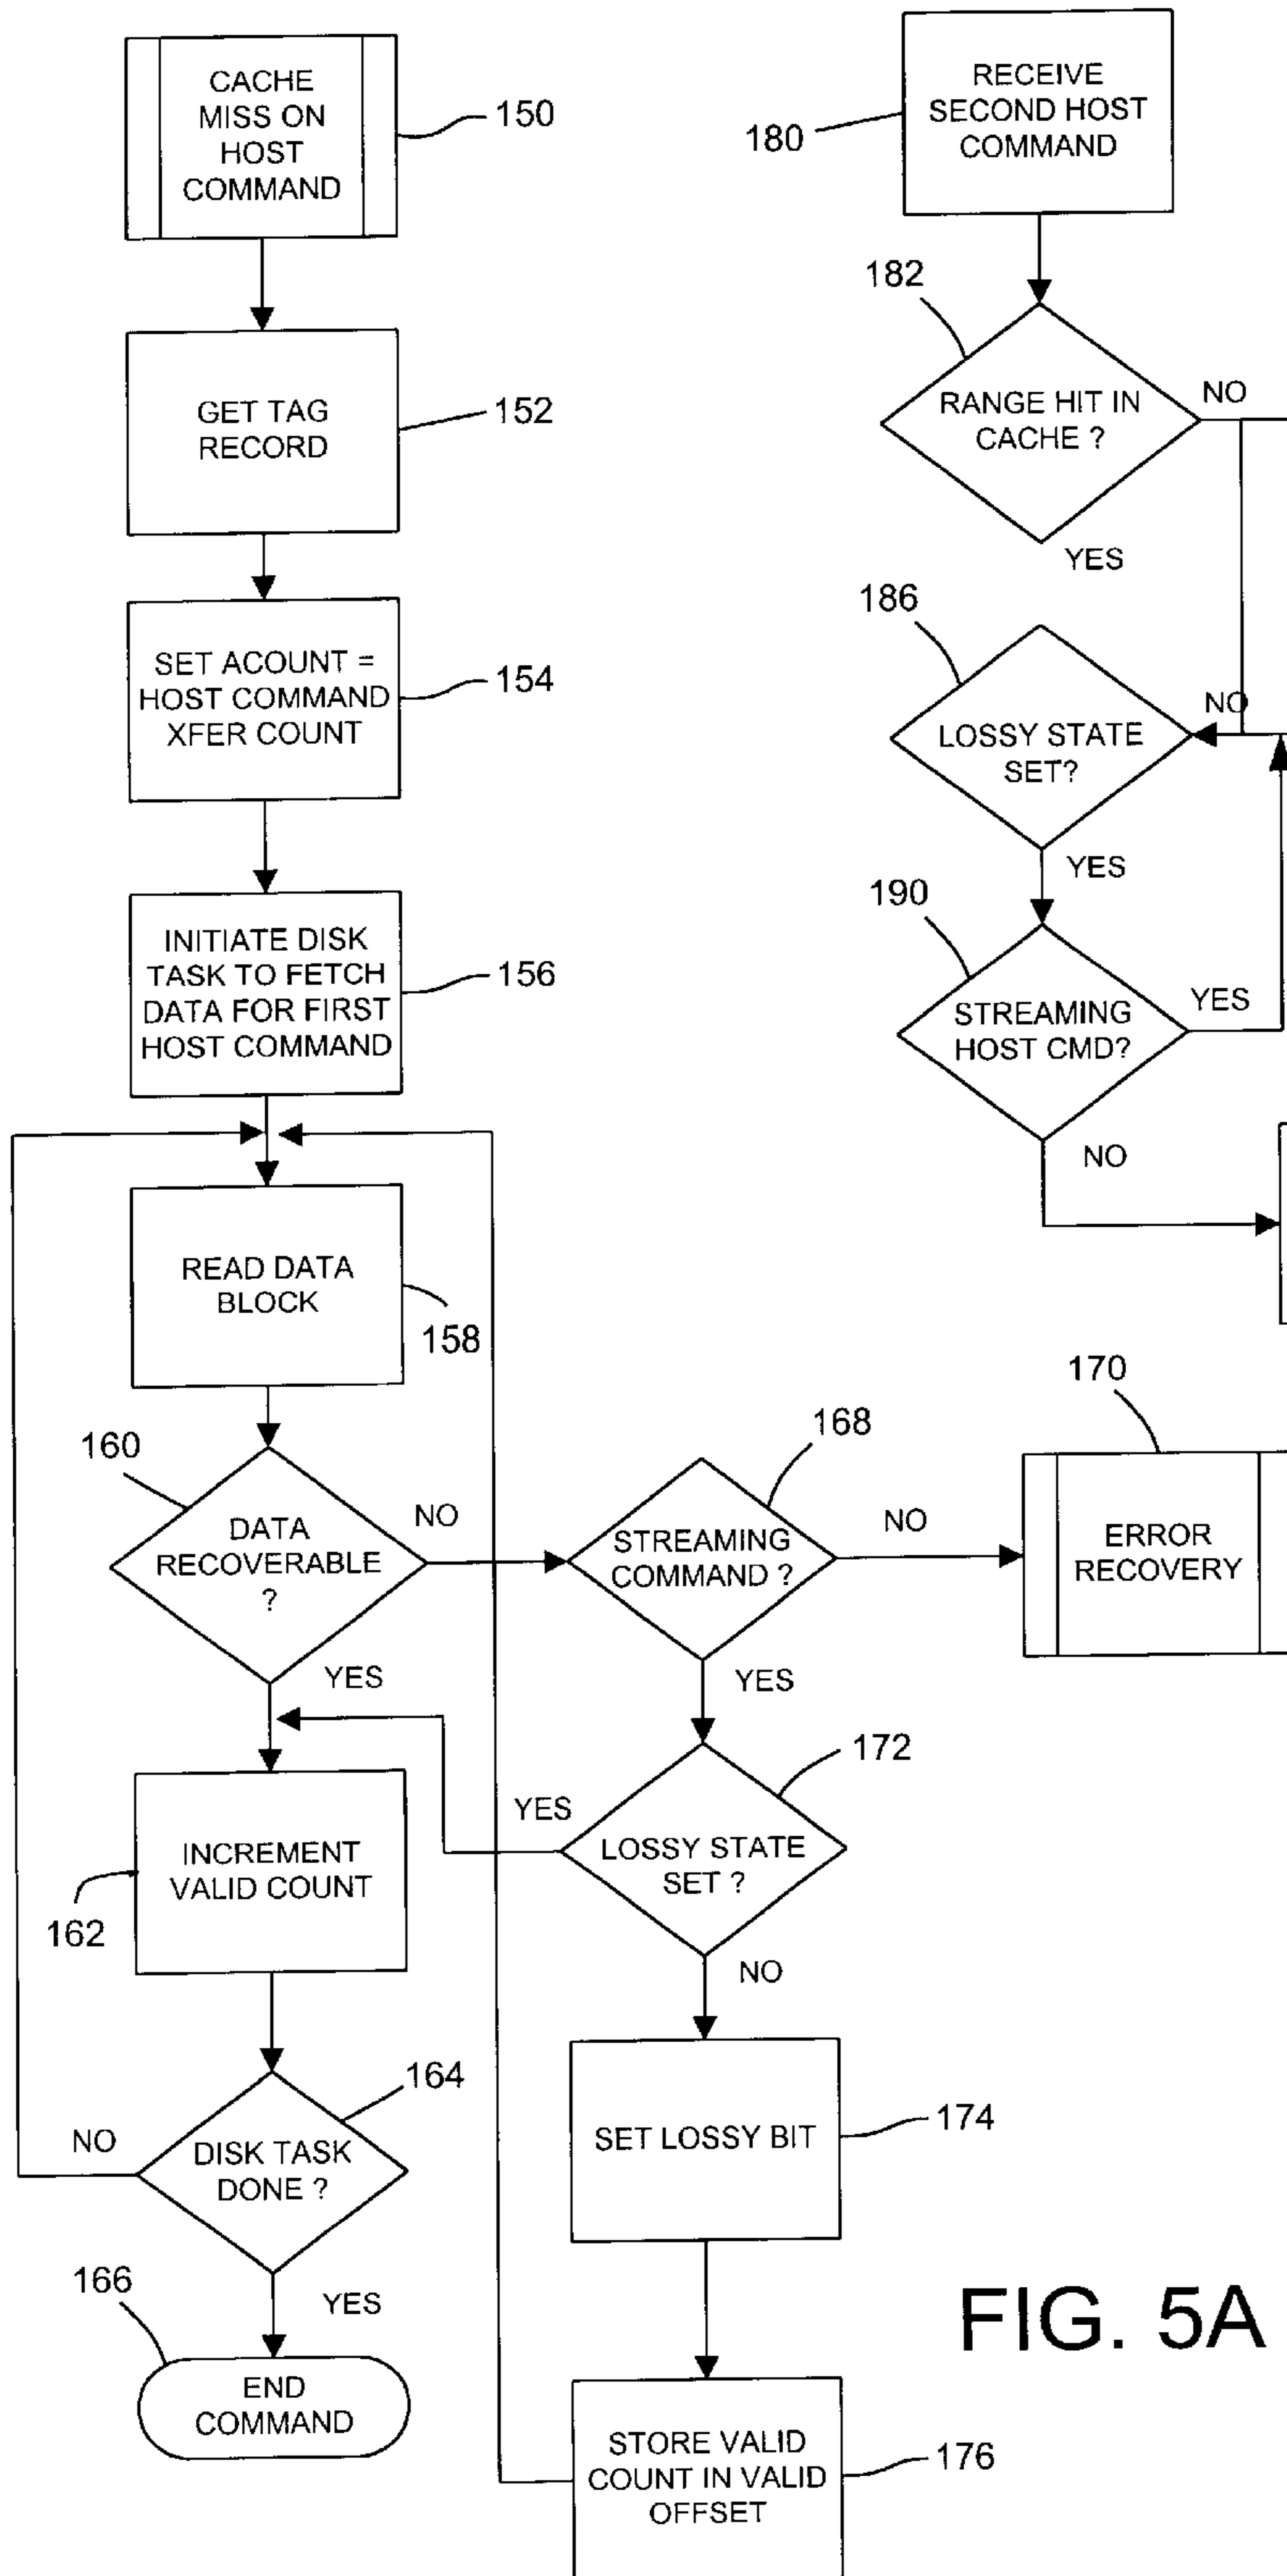 CACHE
MISS ON
HOST
COMMAND
150
GET TAG
RECORD
152
SET ACOUNT =
HOST COMMAND
XFER COUNT
154
INITIATE DISK
TASK TO FETCH
DATA FOR FIRST
HOST COMMAND
156
READ DATA
BLOCK
158
160
DATA
RECOVERABLE
?
NO
YES
INCREMENT
VALID COUNT
162
164
DISK TASK
DONE ?
NO
YES
166
END
COMMAND
168
STREAMING
COMMAND ?
NO
YES
170
ERROR
RECOVERY
172
LOSSY STATE
SET ?
YES
NO
SET LOSSY BIT
174
STORE VALID
COUNT IN VALID
OFFSET
176
RECEIVE
SECOND HOST
COMMAND
180
182
RANGE HIT IN
CACHE ?
NO
YES
186
LOSSY STATE
SET?
NO
YES
190
STREAMING
HOST CMD?
YES
NO
FIG. 5A